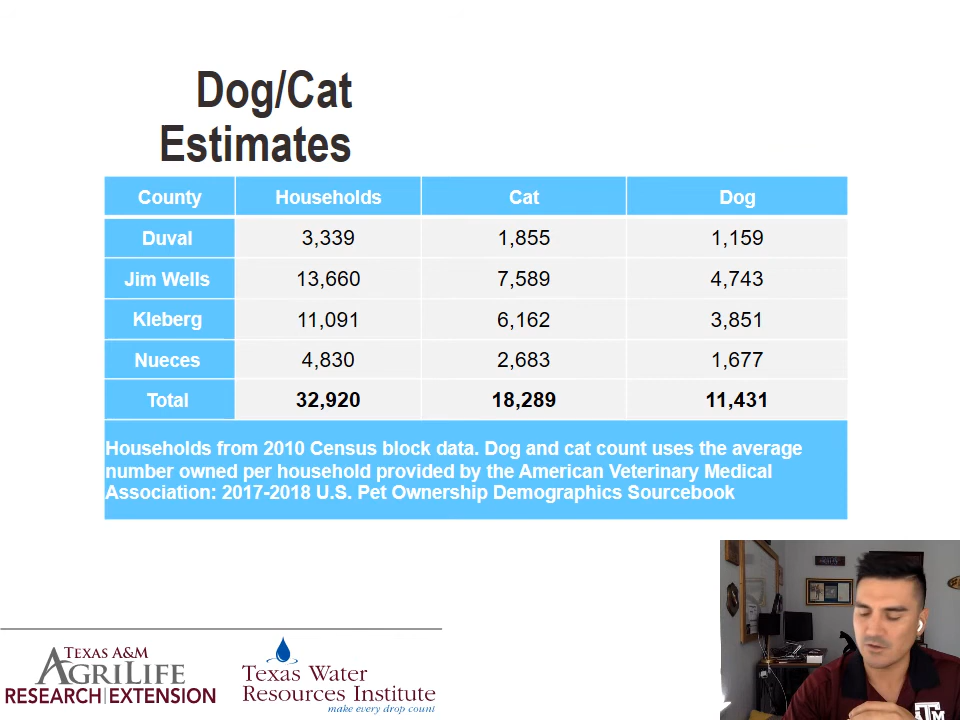 Dog/Cat
Estimates
County Households Cat Dog
Duval 3,339 1,855 1,159
Jim Wells 13,660 7,589 4,743
Kleberg 11,091 6,162 3,851
Nueces 4,830 2,683 1,677
Total 32,920 18,289 11,431
Households from 2010 Census block data. Dog and cat count uses the average
number owned per household provided by the American Veterinary Medical
Association: 2017-2018 U.S. Pet Ownership Demographics Sourcebook
TEXAS A&M
AGRILIFE
RESEARCH | EXTENSION
Texas Water
Resources Institute
make every drop count
ATM